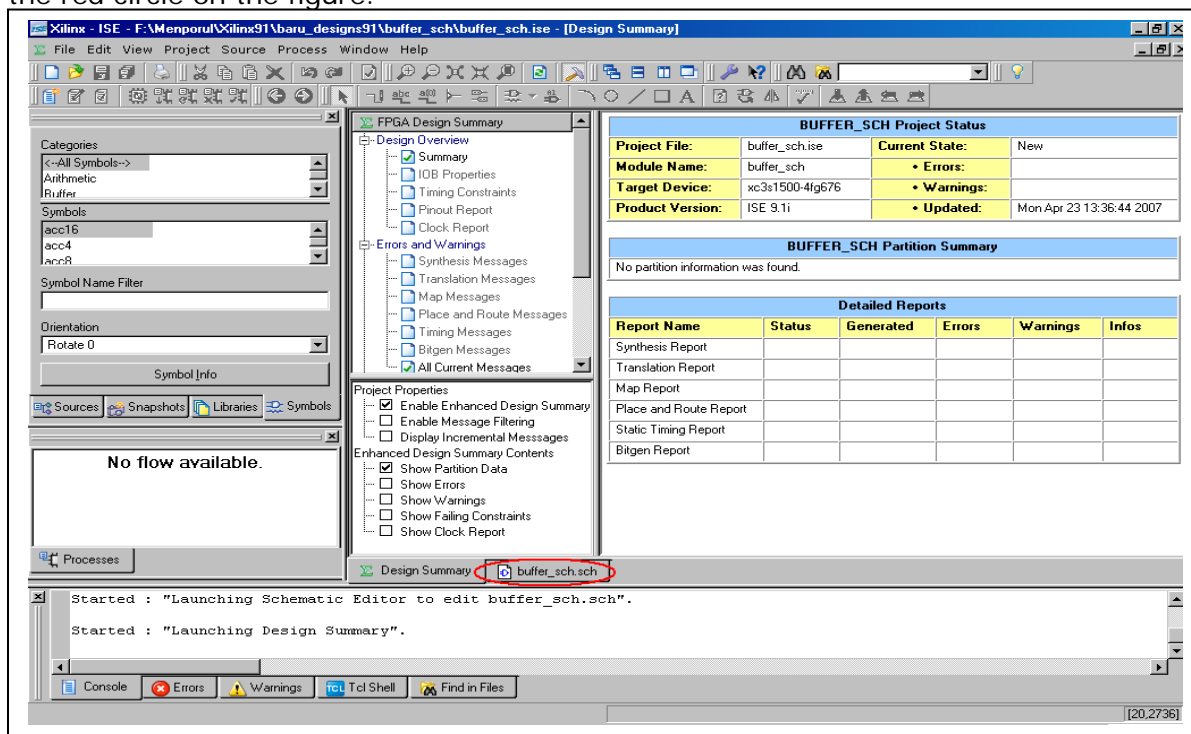 the red circle on the figure.
Xilinx - ISE - F:\Menporul\Xilinx91\baru_designs91\buffer_sch\buffer_sch.ise - [Design Summary]
File Edit View Project Source Process Window Help
Categories
<--All Symbols-->
Arithmetic
Buffer
Symbols
acc16
acc4
acc8
Symbol Name Filter
Orientation
Rotate 0
Symbol Info
Sources Snapshots Libraries Symbols
No flow available.
Processes
FPGA Design Summary
Design Overview
Summary
IOB Properties
Timing Constraints
Pinout Report
Clock Report
Errors and Warnings
Synthesis Messages
Translation Messages
Map Messages
Place and Route Messages
Timing Messages
Bitgen Messages
All Current Messages
Project Properties
Enable Enhanced Design Summary
Enable Message Filtering
Display Incremental Messsages
Enhanced Design Summary Contents
Show Partition Data
Show Errors
Show Warnings
Show Failing Constraints
Show Clock Report
BUFFER_SCH Project Status
Project File: buffer_sch.ise Current State: New
Module Name: buffer_sch • Errors:
Target Device: xc3s1500-4fg676 • Warnings:
Product Version: ISE 9.1i • Updated: Mon Apr 23 13:36:44 2007
BUFFER_SCH Partition Summary
No partition information was found.
Detailed Reports
Report Name Status Generated Errors Warnings Infos
Synthesis Report
Translation Report
Map Report
Place and Route Report
Static Timing Report
Bitgen Report
Design Summary buffer_sch.sch
Started : "Launching Schematic Editor to edit buffer_sch.sch".
Started : "Launching Design Summary".
Console Errors Warnings Tcl Shell Find in Files
[20,2736]